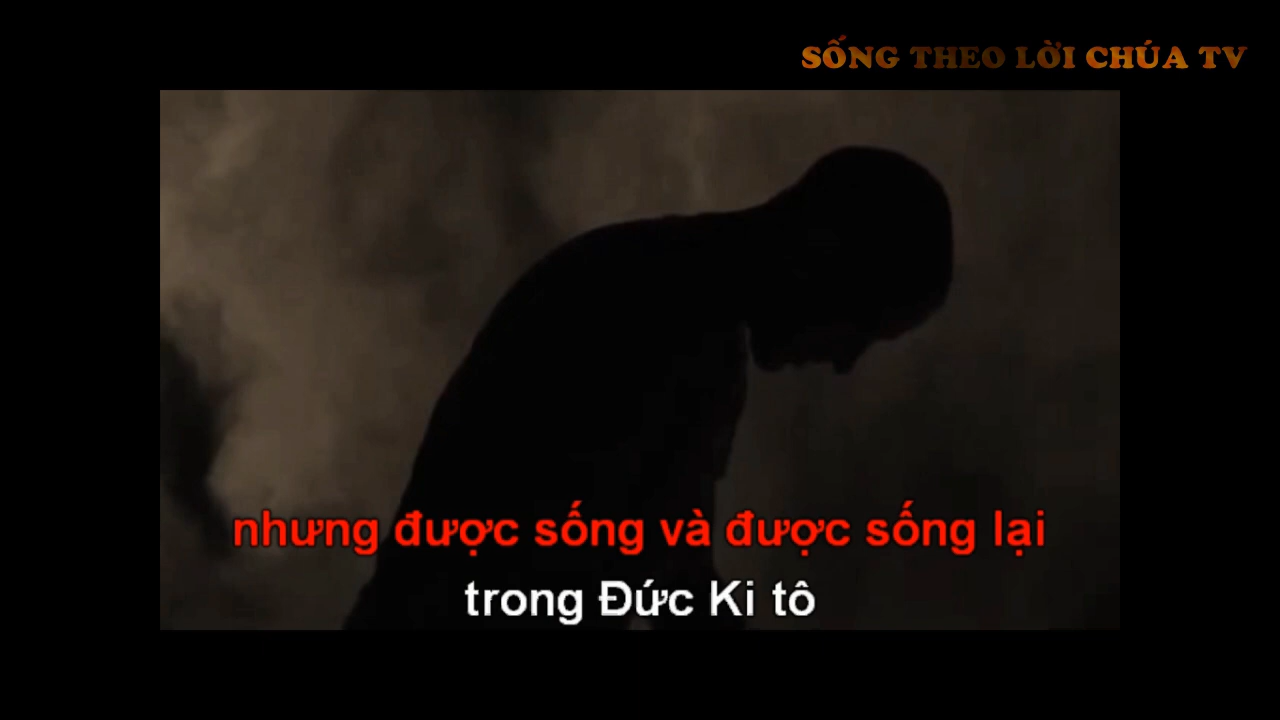 SỐNG THEO LỜI CHÚA TV
nhưng được sống và được sống lại
trong Đức Ki tô